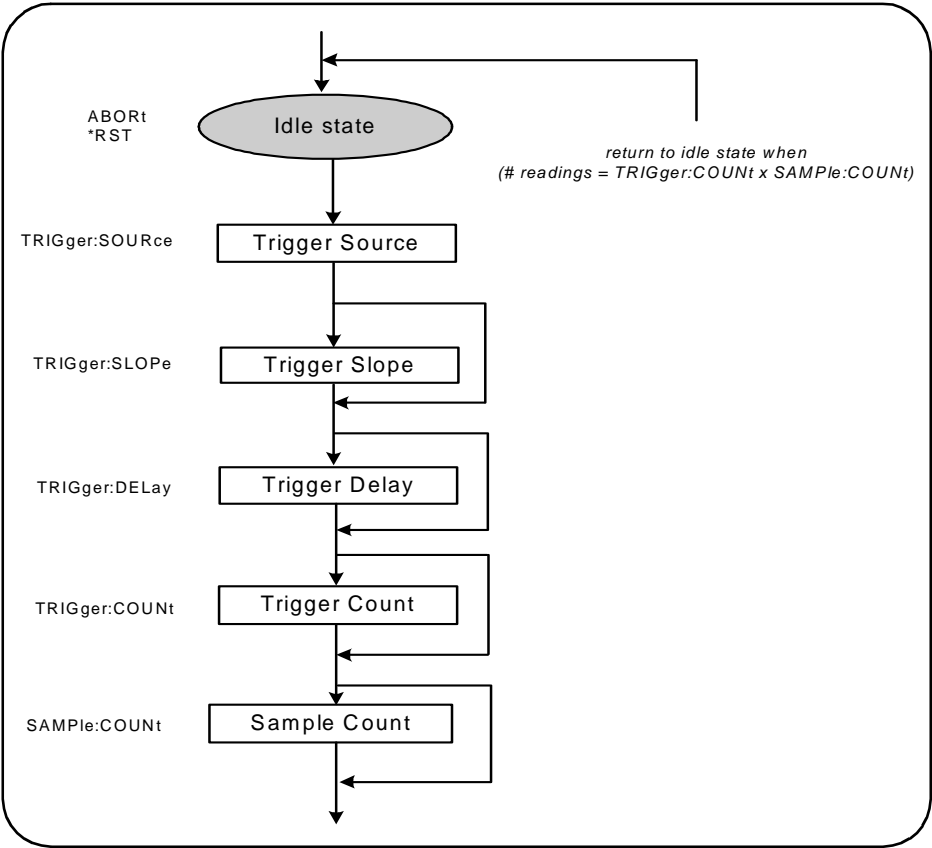 ABORt
*RST
Idle state
return to idle state when
(# readings = TRIGger:COUNt x SAMPle:COUNt)
TRIGger:SOURce
Trigger Source
TRIGger:SLOPe
Trigger Slope
TRIGger:DELay
Trigger Delay
TRIGger:COUNt
Trigger Count
SAMPle:COUNt
Sample Count